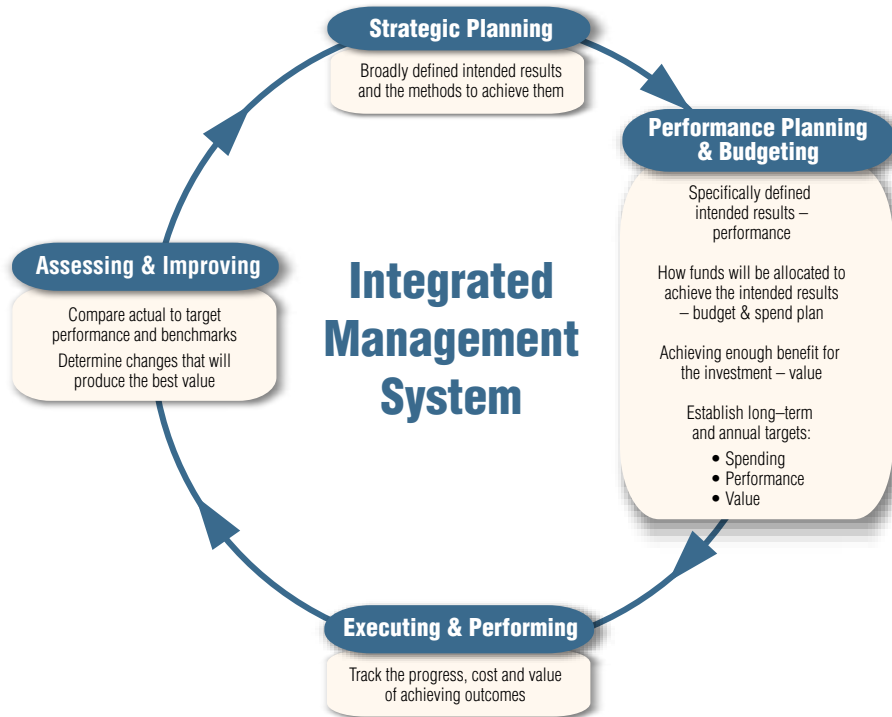 Strategic Planning
Broadly defined intended results
and the methods to achieve them
Performance Planning
& Budgeting
Specifically defined
intended results –
performance
How funds will be allocated to
achieve the intended results
– budget & spend plan
Achieving enough benefit for
the investment – value
Establish long–term
and annual targets:
• Spending
• Performance
• Value
Executing & Performing
Track the progress, cost and value
of achieving outcomes
Assessing & Improving
Compare actual to target
performance and benchmarks
Determine changes that will
produce the best value
Integrated
Management
System